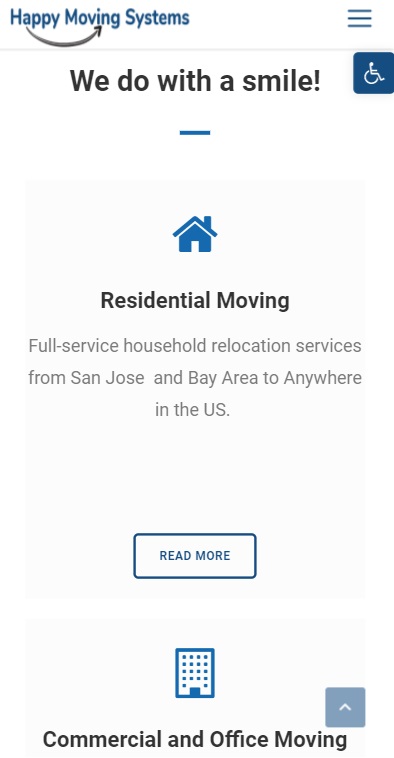 Happy Moving Systems
We do with a smile!
Residential Moving
Full-service household relocation services
from San Jose  and Bay Area to Anywhere
in the US.
READ MORE
Commercial and Office Moving